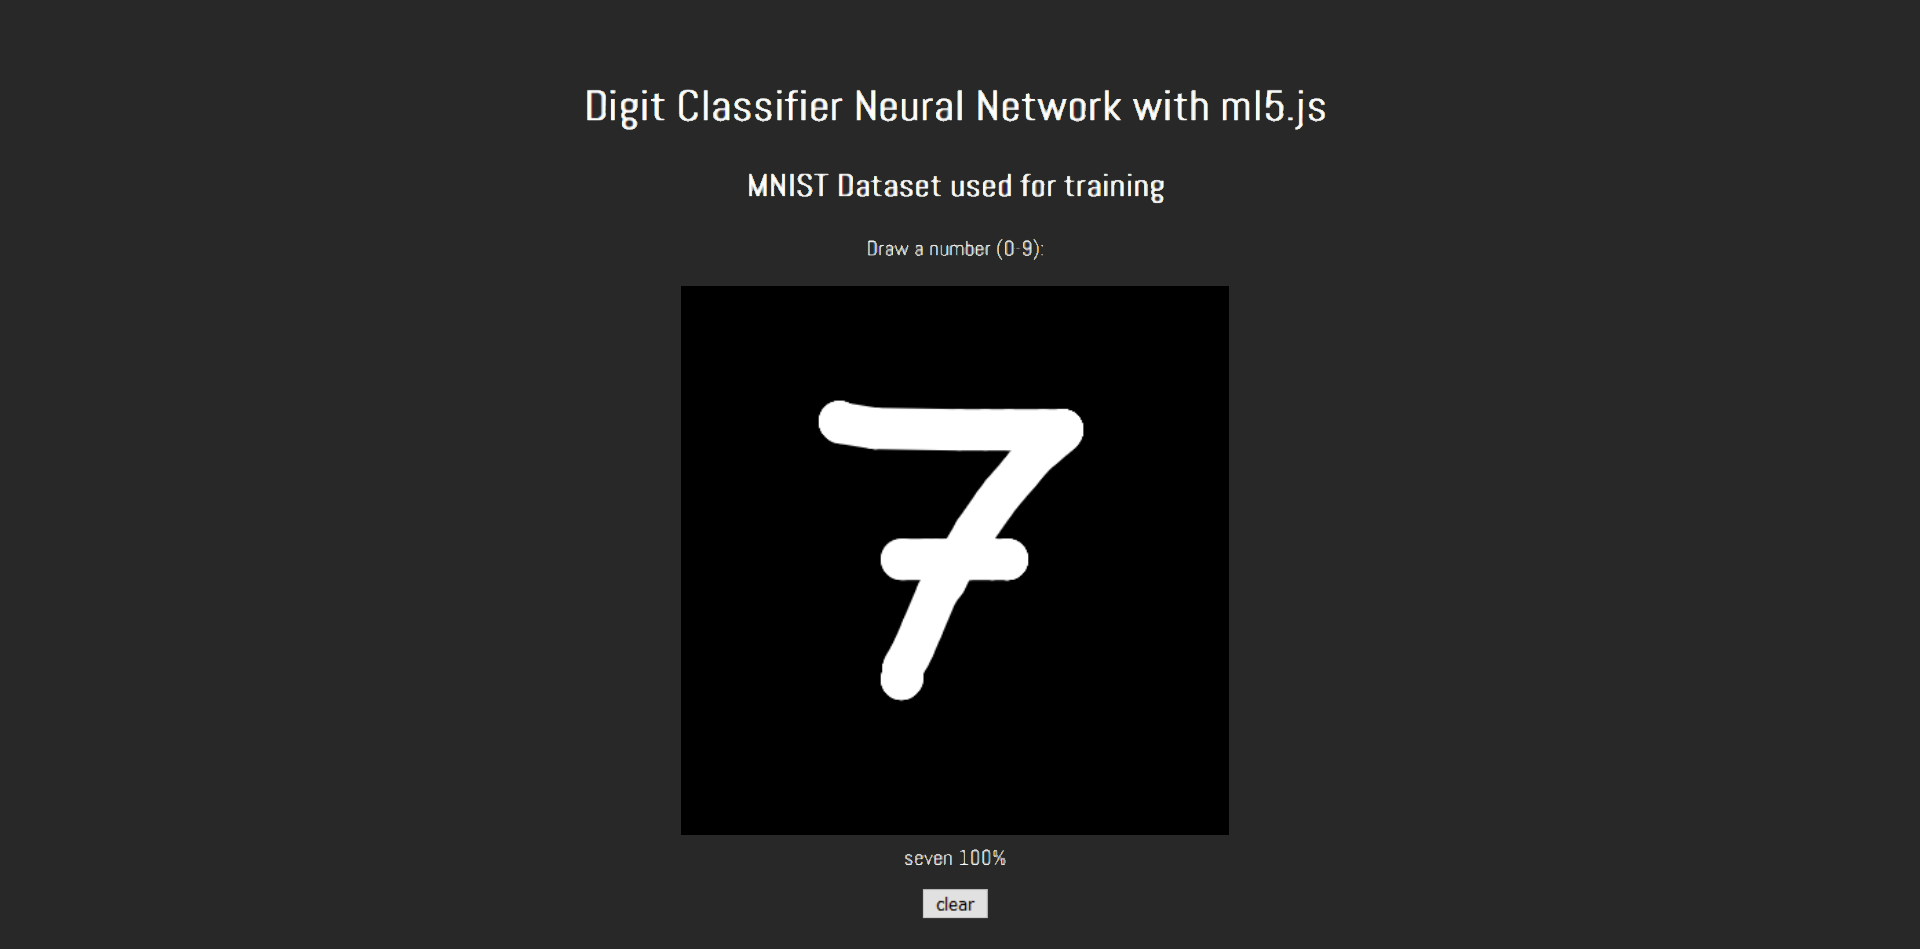 Digit Classifier Neural Network with ml5.js
MNIST Dataset used for training
Draw a number (0-9):
7
seven 100%
clear